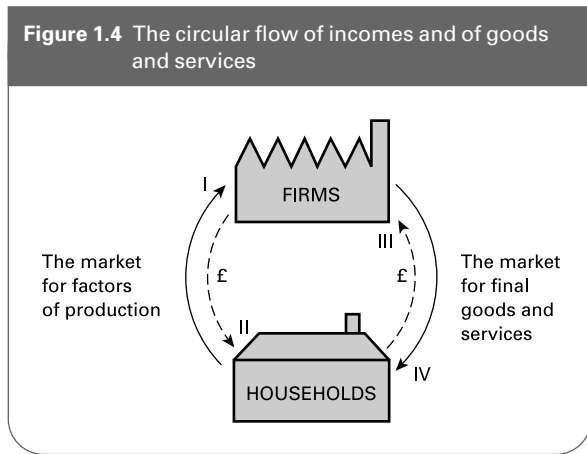 Figure 1.4 The circular flow of incomes and of goods
and services
FIRMS
I
III
The market
for factors
of production
£
£
The market
for final
goods and
services
II
IV
HOUSEHOLDS